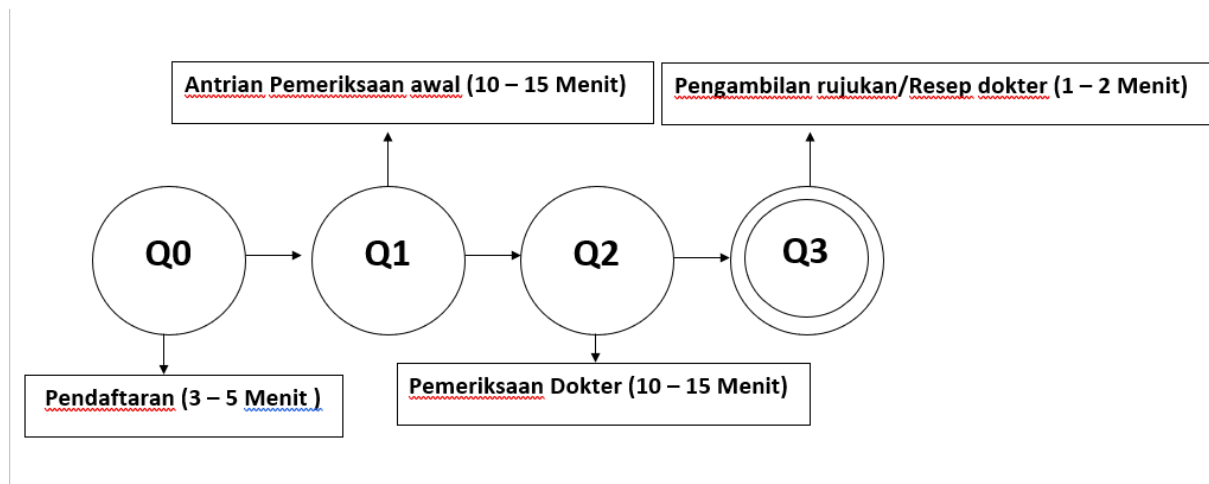 Antrian Pemeriksaan awal (10 – 15 Menit)
Pengambilan rujukan/Resep dokter (1 – 2 Menit)
Q0
Q1
Q2
Q3
Pendaftaran (3 – 5 Menit )
Pemeriksaan Dokter (10 – 15 Menit)